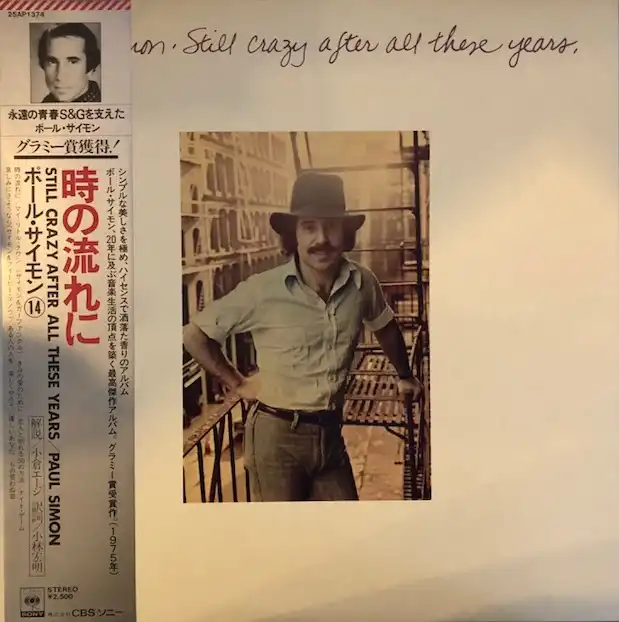 25AP1374
non. Still crazy after all these years.
永遠の青春S&Gを支えた
ポール・サイモン
グラミー賞獲得!
時の流れに
STILL CRAZY AFTER ALL THESE YEARS/PAUL SIMON
ポール・サイモン⑭
シンプルな美しさを極め、ハイセンスで洒落た香りのアルバム
ポール・サイモン、20年に及ぶ音楽生活の頂点を築く最高傑作アルバム。グラミー賞受賞作。(1975年)
解説/小倉エージ 訳詞/小林宏明
STEREO
¥2,500
SONY
株式会社 CBS・ソニー